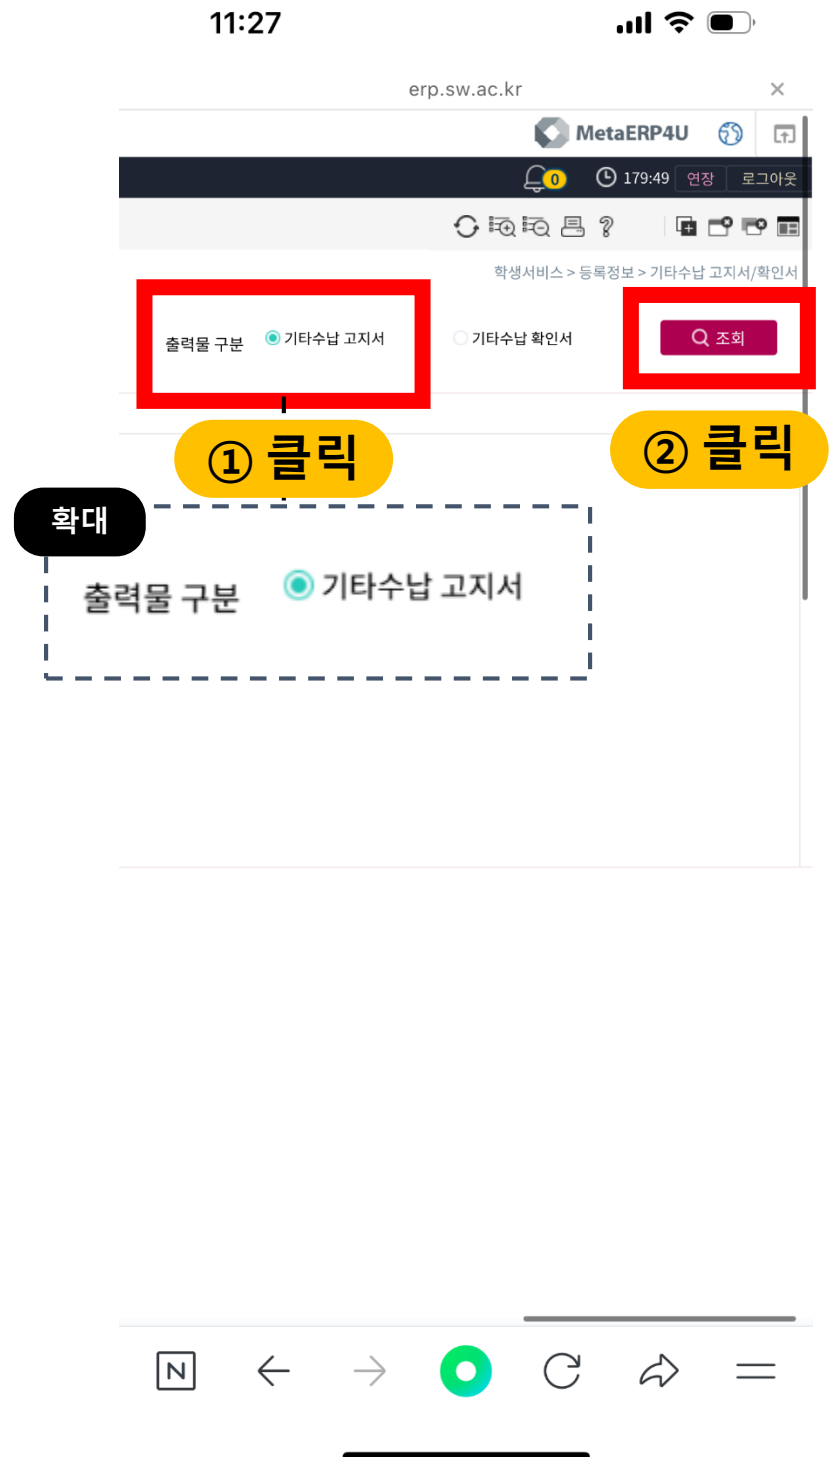 11:27
erp.sw.ac.kr
MetaERP4U
0 179:49 연장 로그아웃
학생서비스 > 등록정보 > 기타수납 고지서/확인서
출력물 구분 기타수납 고지서 기타수납 확인서 조회
① 클릭 ② 클릭
확대
출력물 구분 기타수납 고지서
N